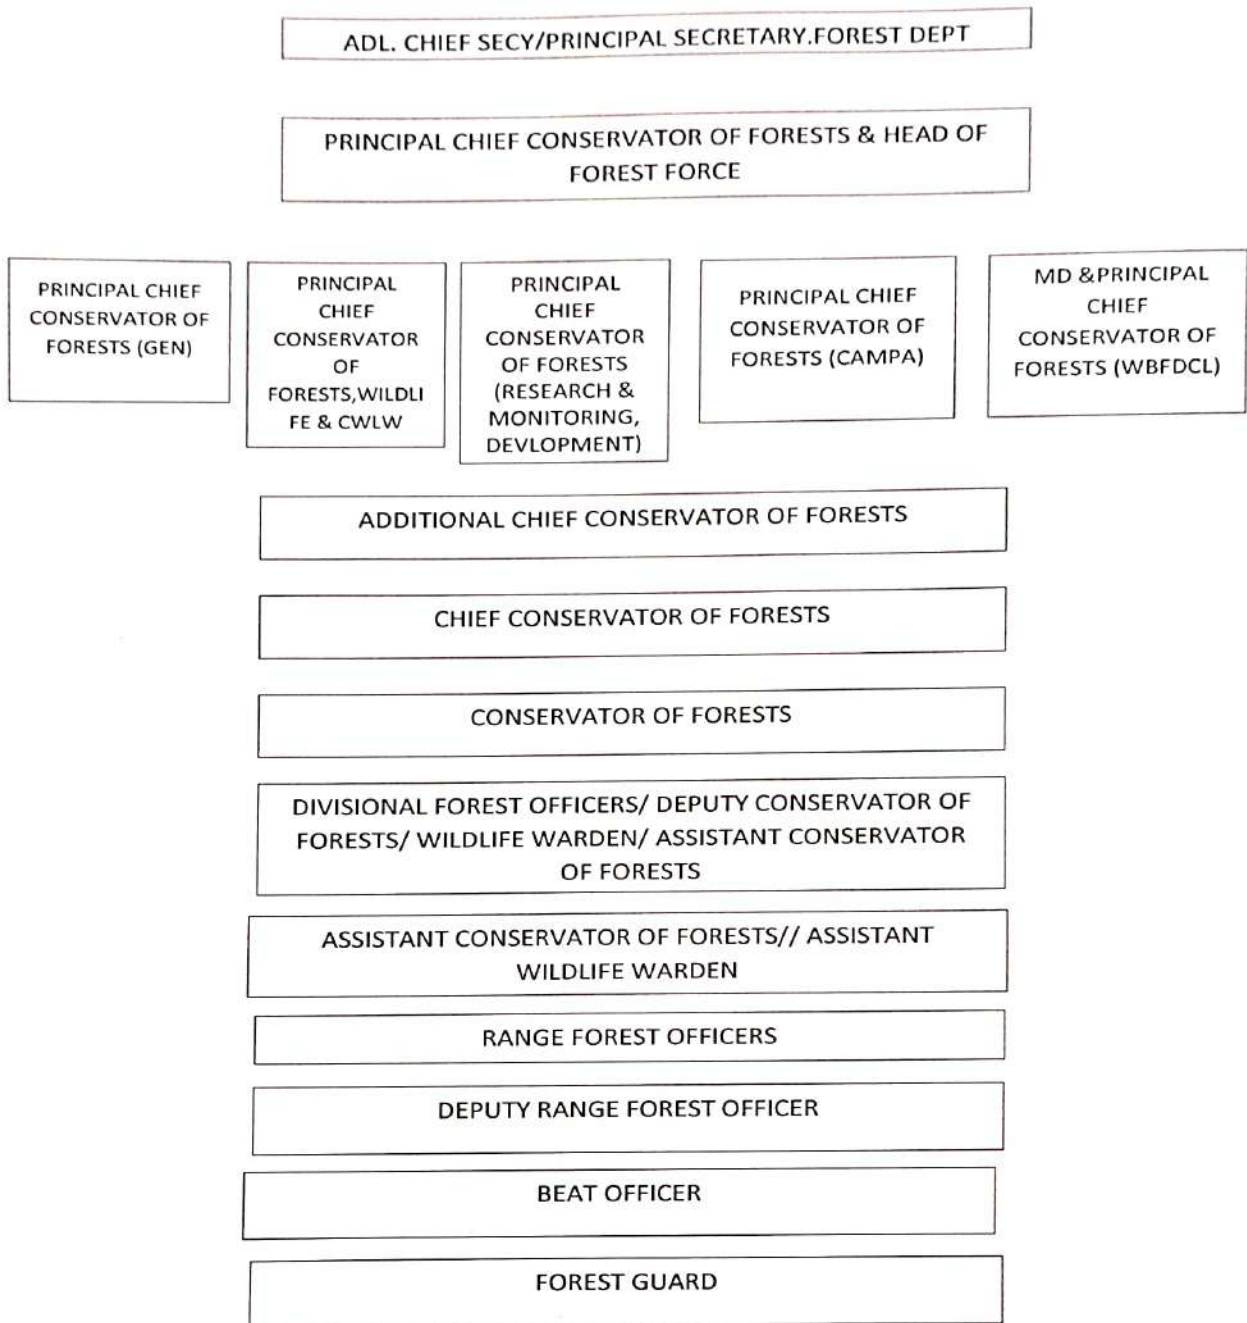 ADL. CHIEF SECY/PRINCIPAL SECRETARY.FOREST DEPT
PRINCIPAL CHIEF CONSERVATOR OF FORESTS & HEAD OF
FOREST FORCE
PRINCIPAL CHIEF
CONSERVATOR OF
FORESTS (GEN)
PRINCIPAL
CHIEF
CONSERVATOR
OF
FORESTS,WILDLI
FE & CWLW
PRINCIPAL
CHIEF
CONSERVATOR
OF FORESTS
(RESEARCH &
MONITORING,
DEVLOPMENT)
PRINCIPAL CHIEF
CONSERVATOR OF
FORESTS (CAMPA)
MD &PRINCIPAL
CHIEF
CONSERVATOR OF
FORESTS (WBFDCL)
ADDITIONAL CHIEF CONSERVATOR OF FORESTS
CHIEF CONSERVATOR OF FORESTS
CONSERVATOR OF FORESTS
DIVISIONAL FOREST OFFICERS/ DEPUTY CONSERVATOR OF
FORESTS/ WILDLIFE WARDEN/ ASSISTANT CONSERVATOR
OF FORESTS
ASSISTANT CONSERVATOR OF FORESTS// ASSISTANT
WILDLIFE WARDEN
RANGE FOREST OFFICERS
DEPUTY RANGE FOREST OFFICER
BEAT OFFICER
FOREST GUARD